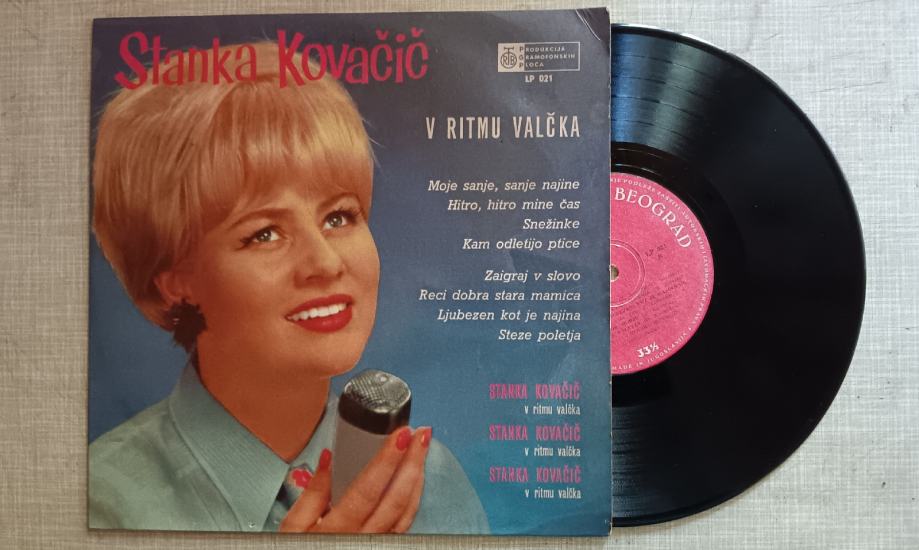 Stanka Kovačič
RTB
PRODUKCIJA
GRAMOFONSKIH
PLOČA
LP 021
V RITMU VALČKA
Moje sanje, sanje najine
Hitro, hitro mine čas
Snežinke
Kam odletijo ptice
Zaigraj v slovo
Reci dobra stara mamica
Ljubezen kot je najina
Steze poletja
STANKA KOVAČIČ
v ritmu valčka
STANKA KOVAČIČ
v ritmu valčka
STANKA KOVAČIČ
v ritmu valčka
BEOGRAD
33⅓
MADE IN JUGOSLAVIJA